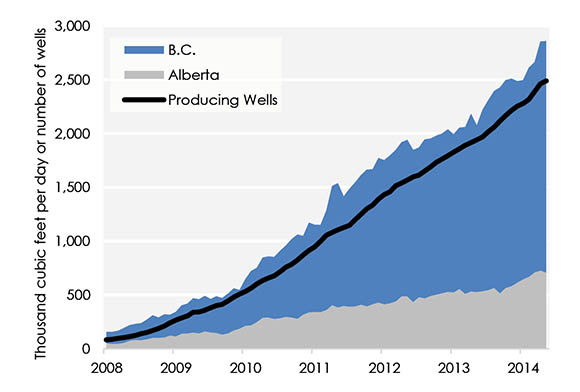 Thousand cubic feet per day or number of wells
3,000
2,500
2,000
1,500
1,000
500
0
B.C.
Alberta
Producing Wells
2008 2009 2010 2011 2012 2013 2014